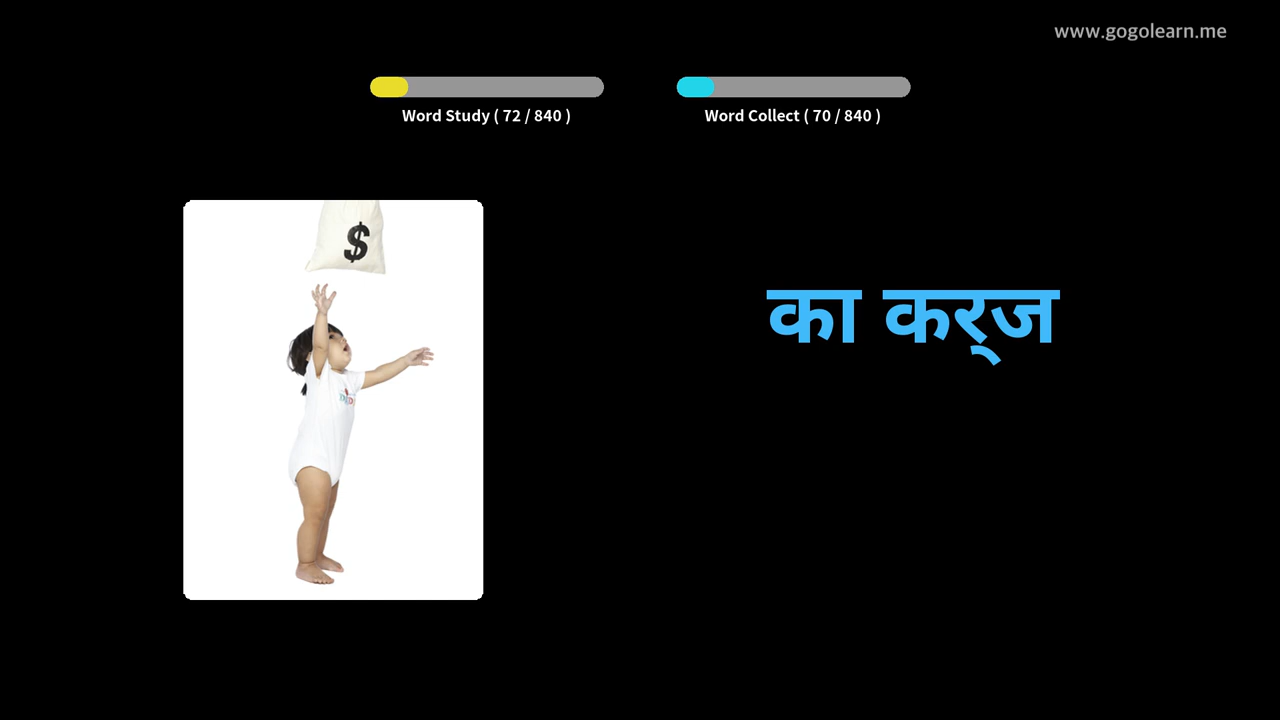 www.gogolearn.me
Word Study ( 72 / 840 )
Word Collect ( 70 / 840 )
$
का कर्‌ज